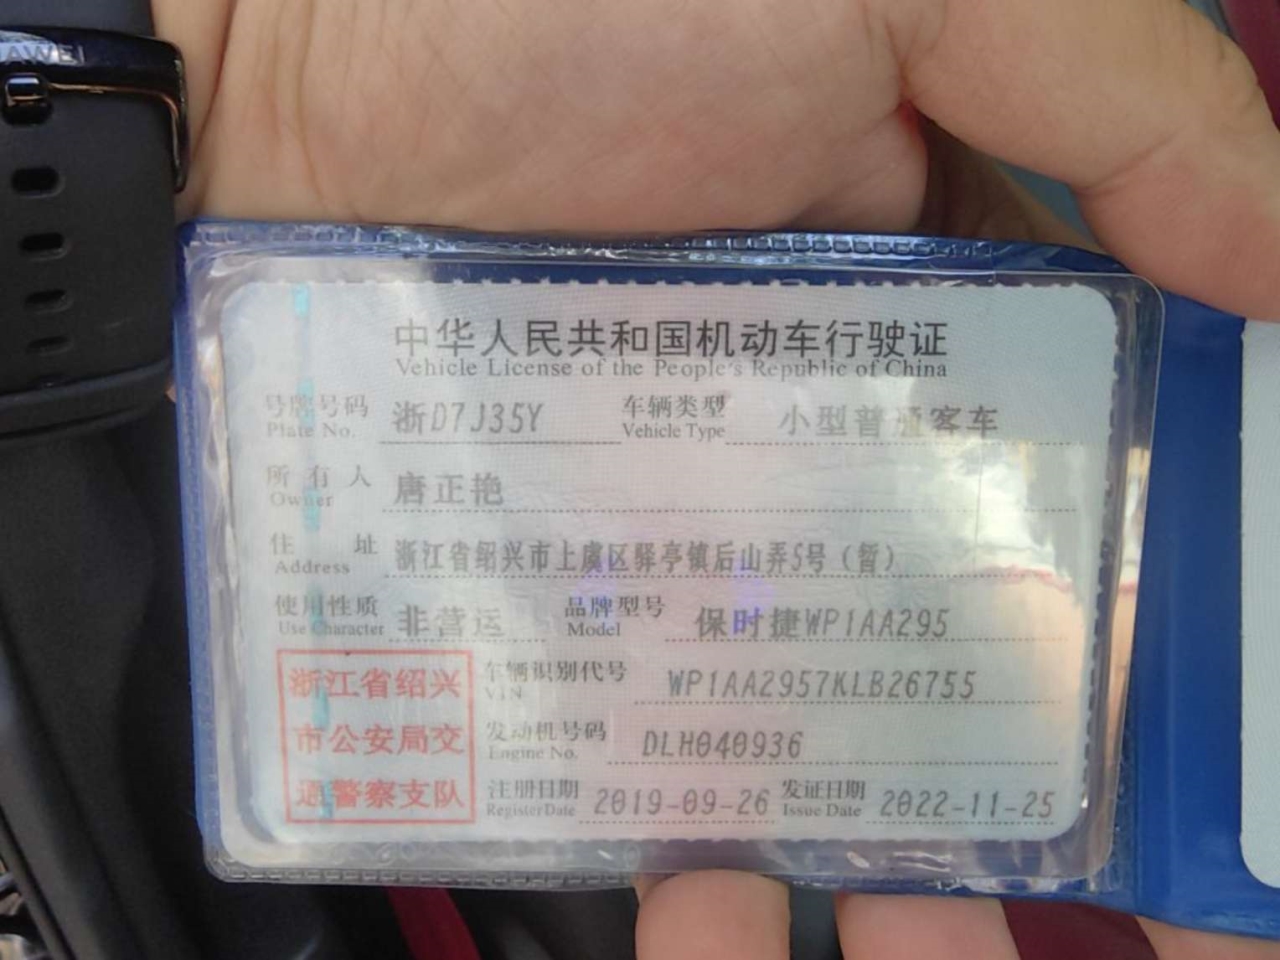 AWEI
中华人民共和国机动车行驶证
Vehicle License of the People's Republic of China
号牌号码 浙D7J35Y 车辆类型 小型普通客车
Plate No. Vehicle Type
所有人 唐正艳
Owner
住址 浙江省绍兴市上虞区驿亭镇后山弄5号（暂）
Address
使用性质 非营运 品牌型号 保时捷WP1AA295
Use Character Model
浙江省绍兴
市公安局交
通警察支队
车辆识别代号 WP1AA2957KLB26755
VIN
发动机号码 DLH040936
Engine No.
注册日期 2019-09-26 发证日期 2022-11-25
Register Date Issue Date